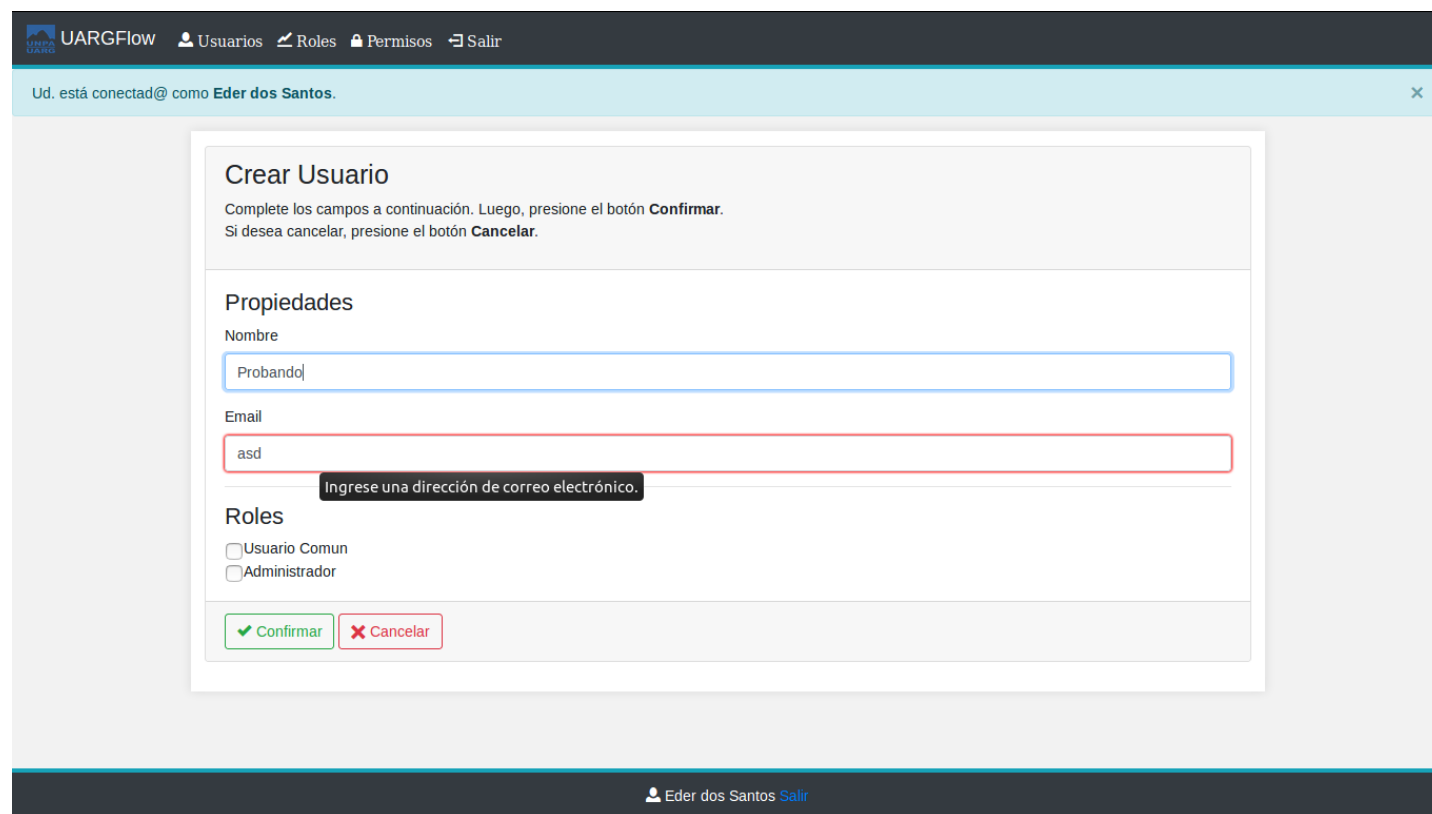 UNPA UARG UARGFlow Usuarios Roles Permisos Salir
Ud. está conectad@ como Eder dos Santos. ×
Crear Usuario
Complete los campos a continuación. Luego, presione el botón Confirmar.
Si desea cancelar, presione el botón Cancelar.
Propiedades
Nombre
Probando
Email
asd
Ingrese una dirección de correo electrónico.
Roles
Usuario Comun
Administrador
Confirmar Cancelar
Eder dos Santos Salir